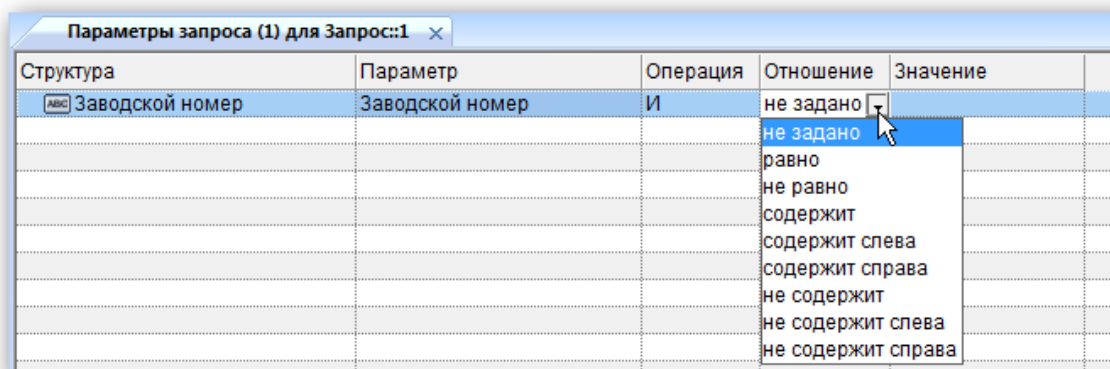 Параметры запроса (1) для Запрос::1
Структура Параметр Операция Отношение Значение
ABC Заводской номер Заводской номер И не задано
не задано
равно
не равно
содержит
содержит слева
содержит справа
не содержит
не содержит слева
не содержит справа